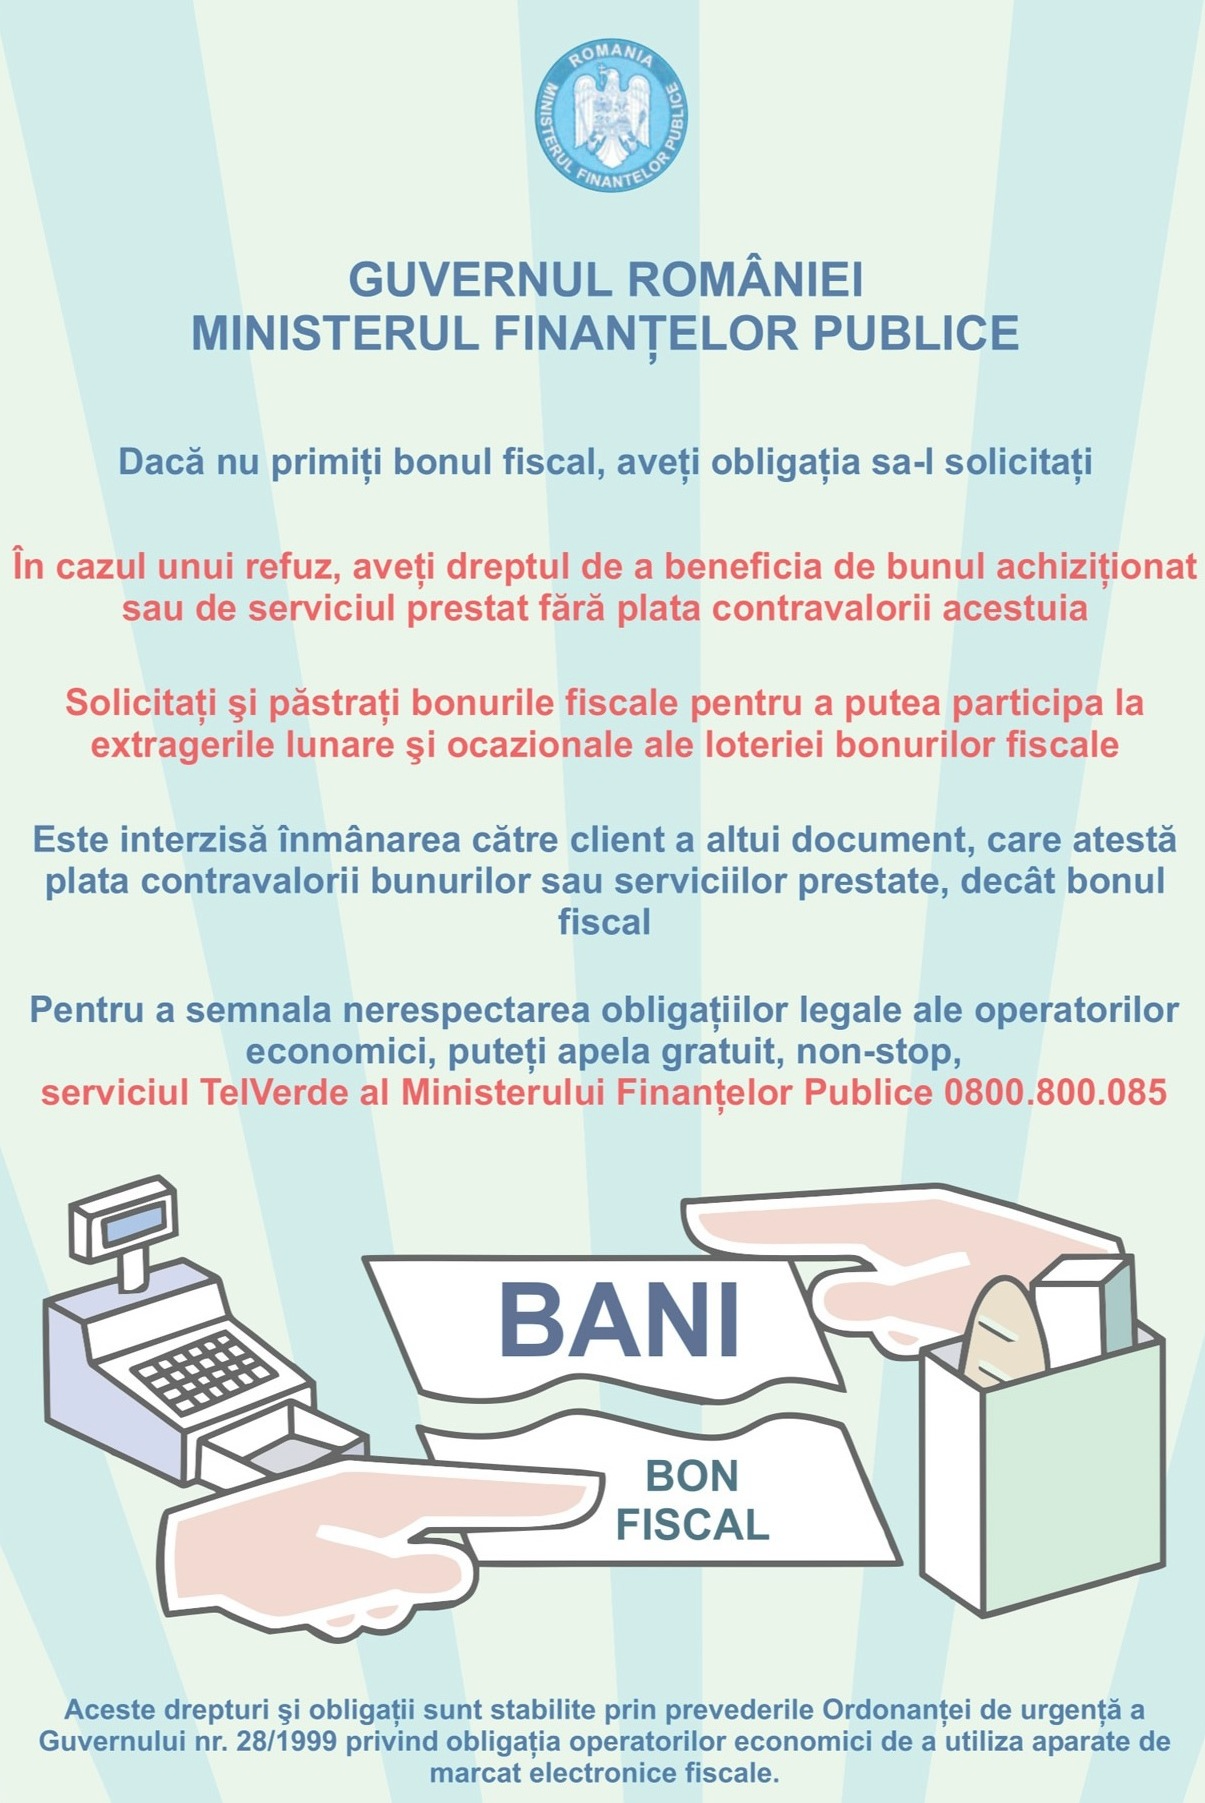 ROMANIA
MINISTERUL FINANTELOR PUBLICE
GUVERNUL ROMÂNIEI
MINISTERUL FINANȚELOR PUBLICE
Dacă nu primiți bonul fiscal, aveți obligația sa-l solicitați
În cazul unui refuz, aveți dreptul de a beneficia de bunul achiziționat
sau de serviciul prestat fără plata contravalorii acestuia
Solicitați şi păstrați bonurile fiscale pentru a putea participa la
extragerile lunare şi ocazionale ale loteriei bonurilor fiscale
Este interzisă înmânarea către client a altui document, care atestă
plata contravalorii bunurilor sau serviciilor prestate, decât bonul
fiscal
Pentru a semnala nerespectarea obligațiilor legale ale operatorilor
economici, puteți apela gratuit, non-stop,
serviciul TelVerde al Ministerului Finanțelor Publice 0800.800.085
BANI
BON
FISCAL
Aceste drepturi şi obligații sunt stabilite prin prevederile Ordonanței de urgență a
Guvernului nr. 28/1999 privind obligația operatorilor economici de a utiliza aparate de
marcat electronice fiscale.